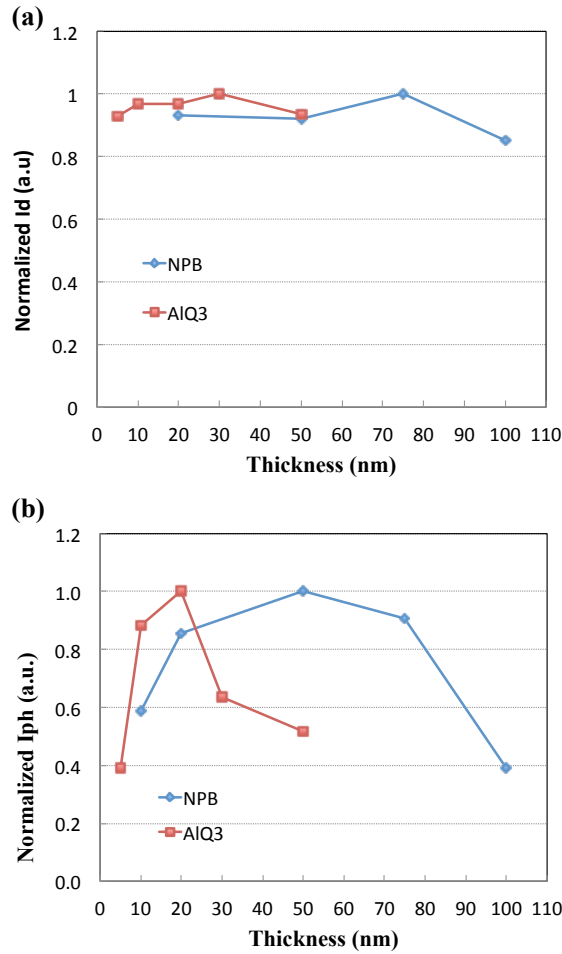 (a)
1.2
1
0.8
0.6
0.4
0.2
0
Normalized Id (a.u)
NPB
AlQ3
0 10 20 30 40 50 60 70 80 90 100 110
Thickness (nm)
(b)
1.2
1.0
0.8
0.6
0.4
0.2
0.0
Normalized Iph (a.u.)
NPB
AlQ3
0 10 20 30 40 50 60 70 80 90 100 110
Thickness (nm)